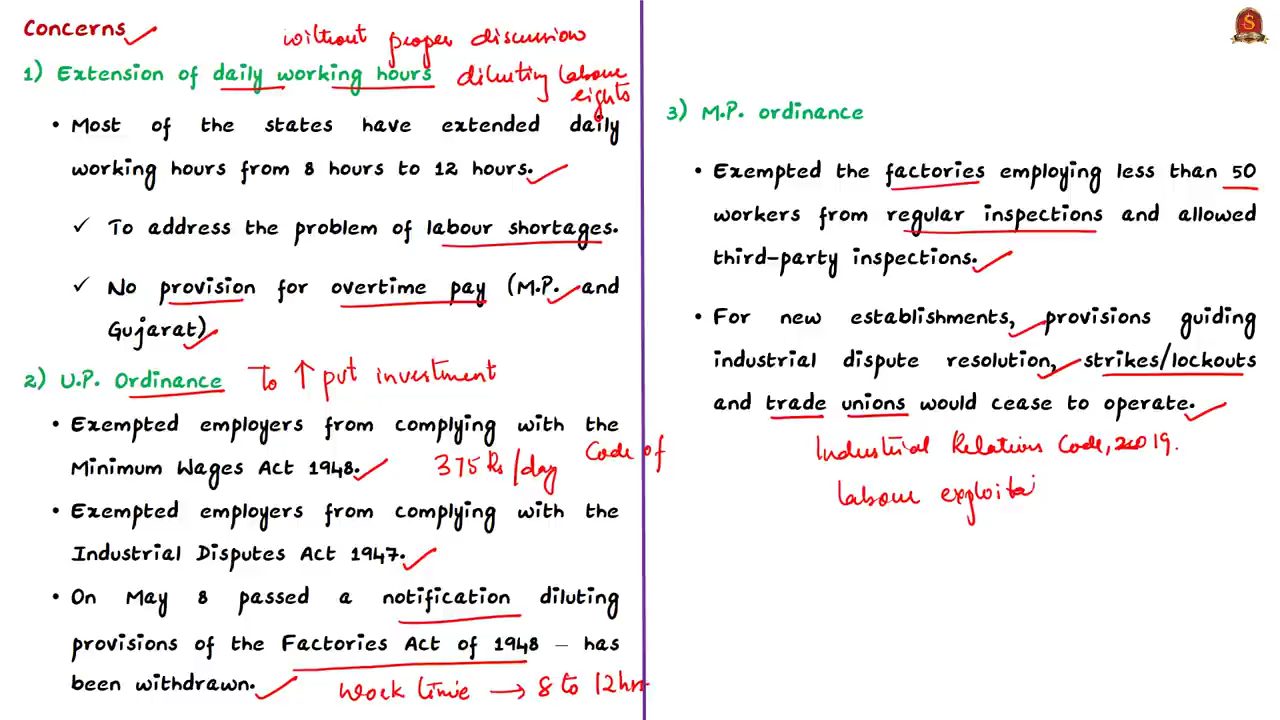 Concerns
without proper discussion
1) Extension of daily working hours diluting labour
rights
• Most of the states have extended daily
working hours from 8 hours to 12 hours.
✓ To address the problem of labour shortages.
✓ No provision for overtime pay (M.P. and
Gujarat)
2) U.P. Ordinance To ↑ put investment
• Exempted employers from complying with the
Minimum Wages Act 1948. 375 Rs/day Code of
• Exempted employers from complying with the
Industrial Disputes Act 1947.
• On May 8 passed a notification diluting
provisions of the Factories Act of 1948 – has
been withdrawn. Work time → 8 to 12hrs
3) M.P. ordinance
• Exempted the factories employing less than 50
workers from regular inspections and allowed
third-party inspections.
• For new establishments, provisions guiding
industrial dispute resolution, strikes/lockouts
and trade unions would cease to operate.
Industrial Relations Code, 2019.
labour exploitai
S